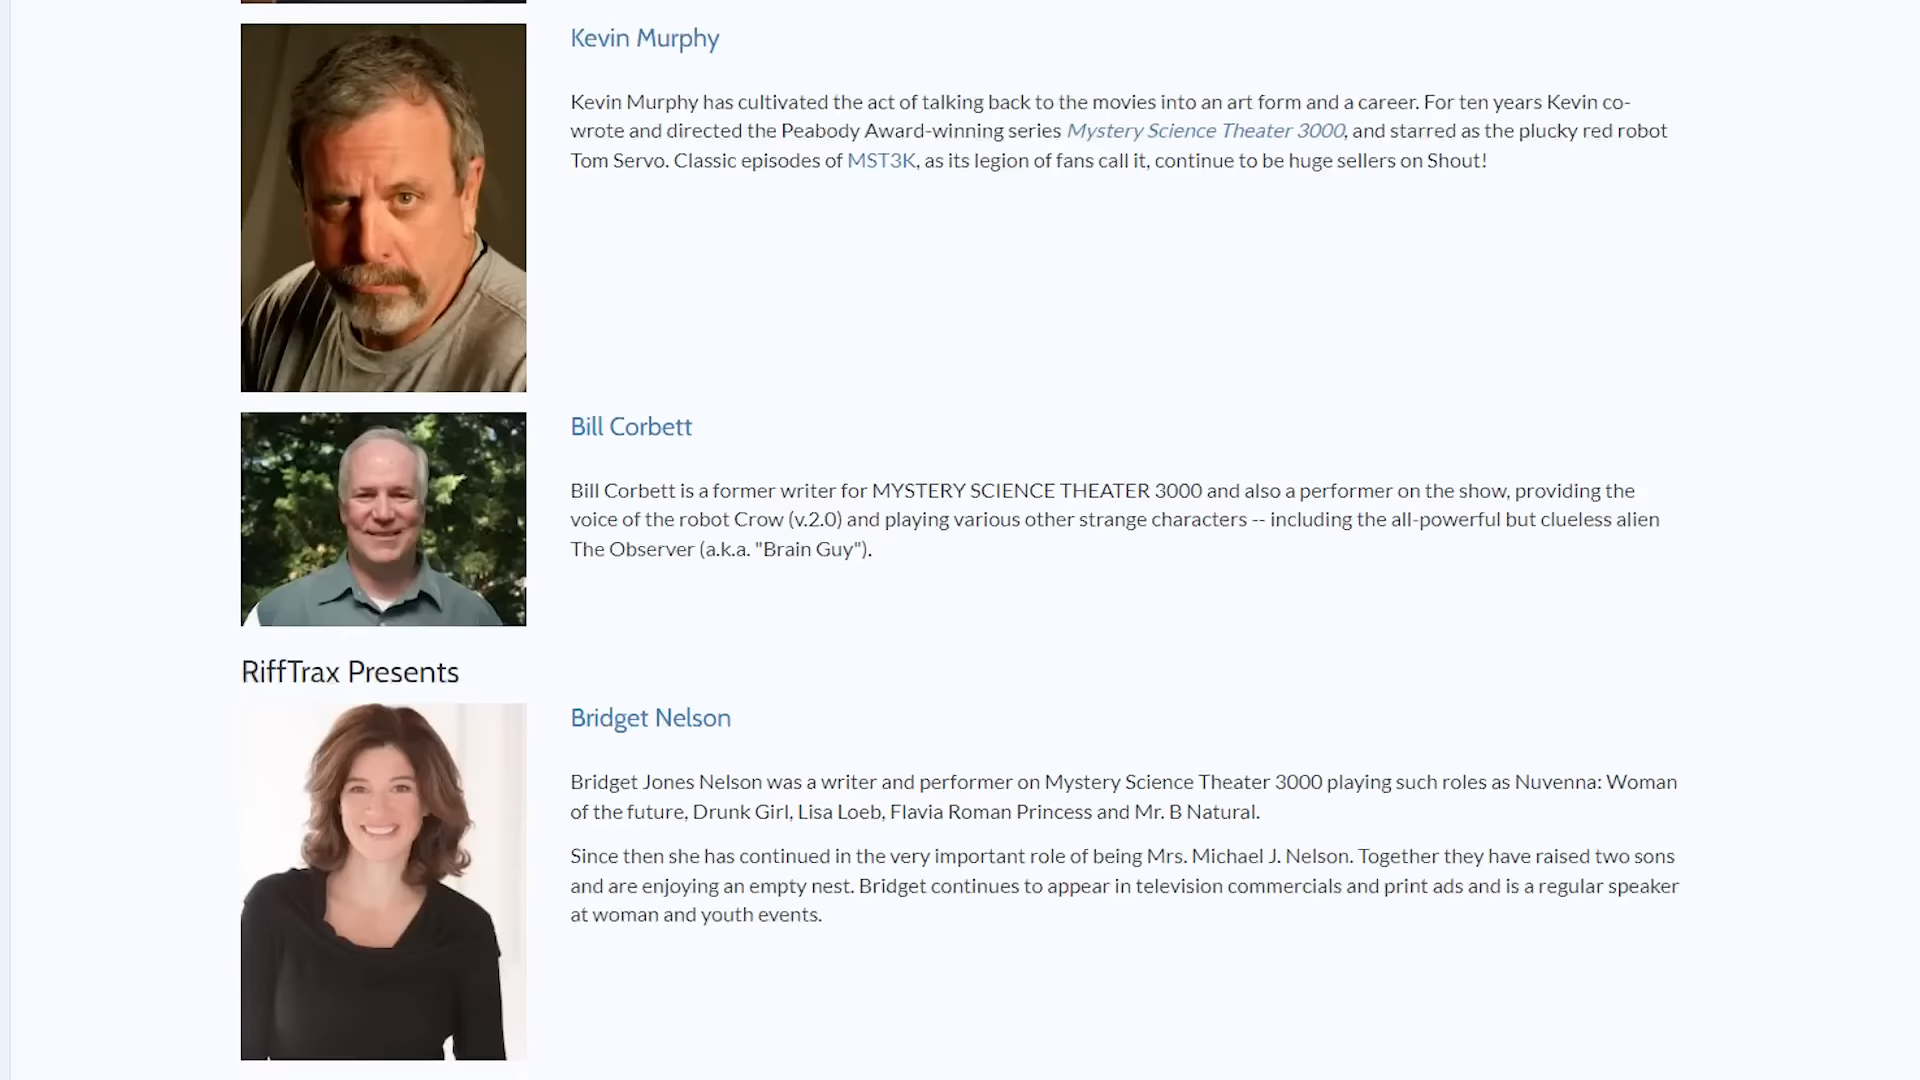 Kevin Murphy
Kevin Murphy has cultivated the act of talking back to the movies into an art form and a career. For ten years Kevin co-
wrote and directed the Peabody Award-winning series Mystery Science Theater 3000, and starred as the plucky red robot
Tom Servo. Classic episodes of MST3K, as its legion of fans call it, continue to be huge sellers on Shout!
Bill Corbett
Bill Corbett is a former writer for MYSTERY SCIENCE THEATER 3000 and also a performer on the show, providing the
voice of the robot Crow (v.2.0) and playing various other strange characters -- including the all-powerful but clueless alien
The Observer (a.k.a. "Brain Guy").
RiffTrax Presents
Bridget Nelson
Bridget Jones Nelson was a writer and performer on Mystery Science Theater 3000 playing such roles as Nuvenna: Woman
of the future, Drunk Girl, Lisa Loeb, Flavia Roman Princess and Mr. B Natural.
Since then she has continued in the very important role of being Mrs. Michael J. Nelson. Together they have raised two sons
and are enjoying an empty nest. Bridget continues to appear in television commercials and print ads and is a regular speaker
at woman and youth events.